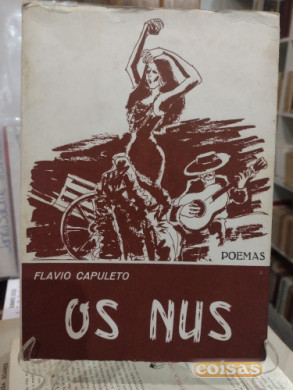 POEMAS
FLAVIO CAPULETO
OS NUS
coisas